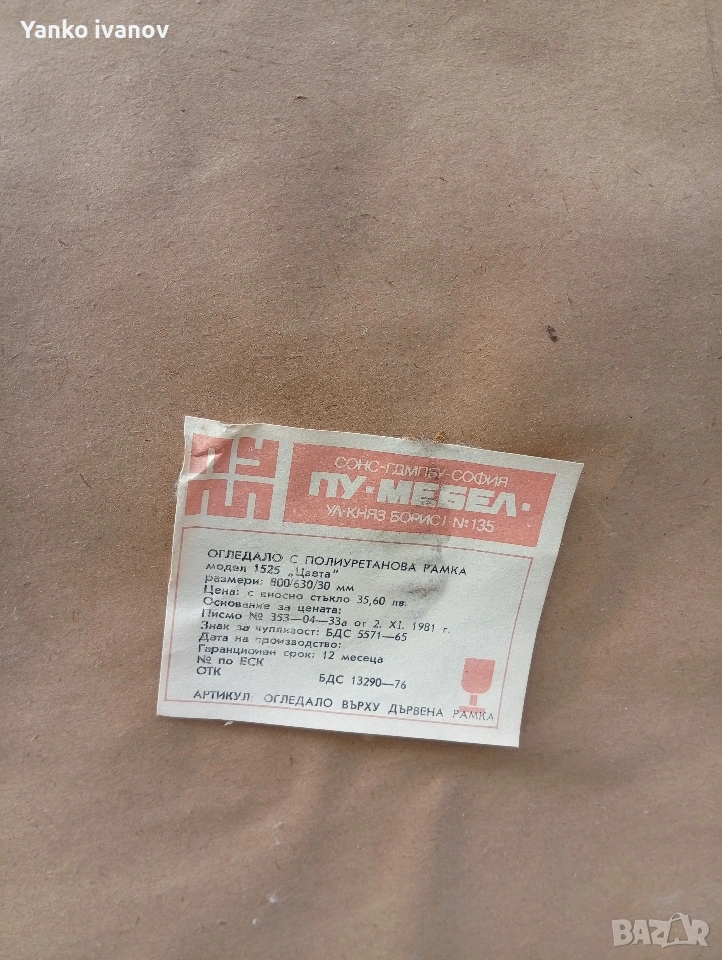 Yanko ivanov
ПУ
ПП
СОНС-ГДМПБУ-СОФИЯ
ПУ·МЕБЕЛ·
УЛ·КНЯЗ БОРИС I №135
ОГЛЕДАЛО С ПОЛИУРЕТАНОВА РАМКА
модел 1525 „Цвета"
размери: 800/630/30 мм
Цена: с вносно стъкло 35,60 лв.
Основание за цената:
Писмо № 353—04—33а от 2. XI. 1981 г.
Знак за чупливост: БДС 5571—65
Дата на производство:
Гаранционен срок: 12 месеца
№ по ЕСК
ОТК БДС 13290—76
АРТИКУЛ: ОГЛЕДАЛО ВЪРХУ ДЪРВЕНА РАМКА
BAZAR